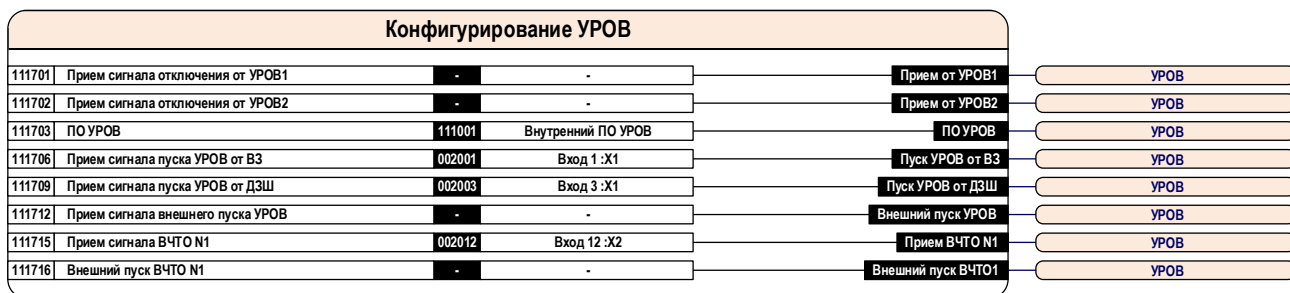 Конфигурирование УРОВ
111701 Прием сигнала отключения от УРОВ1 - - Прием от УРОВ1 УРОВ
111702 Прием сигнала отключения от УРОВ2 - - Прием от УРОВ2 УРОВ
111703 ПО УРОВ 111001 Внутренний ПО УРОВ ПО УРОВ УРОВ
111706 Прием сигнала пуска УРОВ от ВЗ 002001 Вход 1 :X1 Пуск УРОВ от ВЗ УРОВ
111709 Прием сигнала пуска УРОВ от ДЗШ 002003 Вход 3 :X1 Пуск УРОВ от ДЗШ УРОВ
111712 Прием сигнала внешнего пуска УРОВ - - Внешний пуск УРОВ УРОВ
111715 Прием сигнала ВЧТО N1 002012 Вход 12 :X2 Прием ВЧТО N1 УРОВ
111716 Внешний пуск ВЧТО N1 - - Внешний пуск ВЧТО1 УРОВ